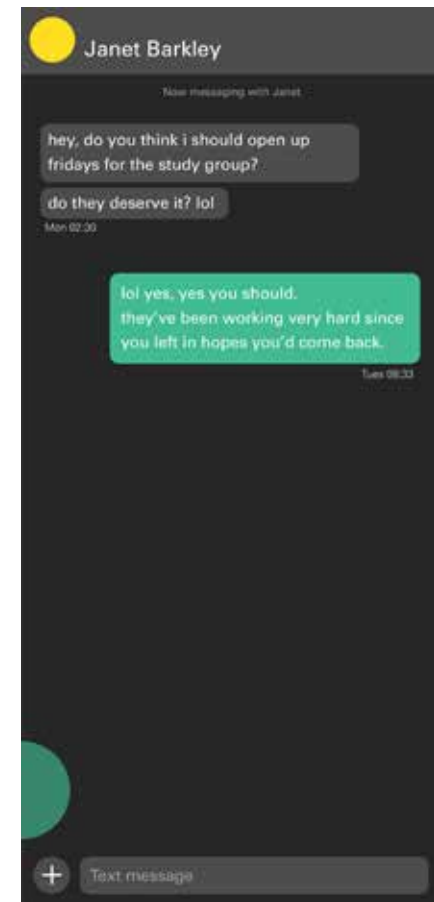 Janet Barkley
Now messaging with Janet
hey, do you think i should open up
fridays for the study group?
do they deserve it? lol
Mon 02:30
lol yes, yes you should.
they've been working very hard since
you left in hopes you'd come back.
Tues 08:33
+
Text message